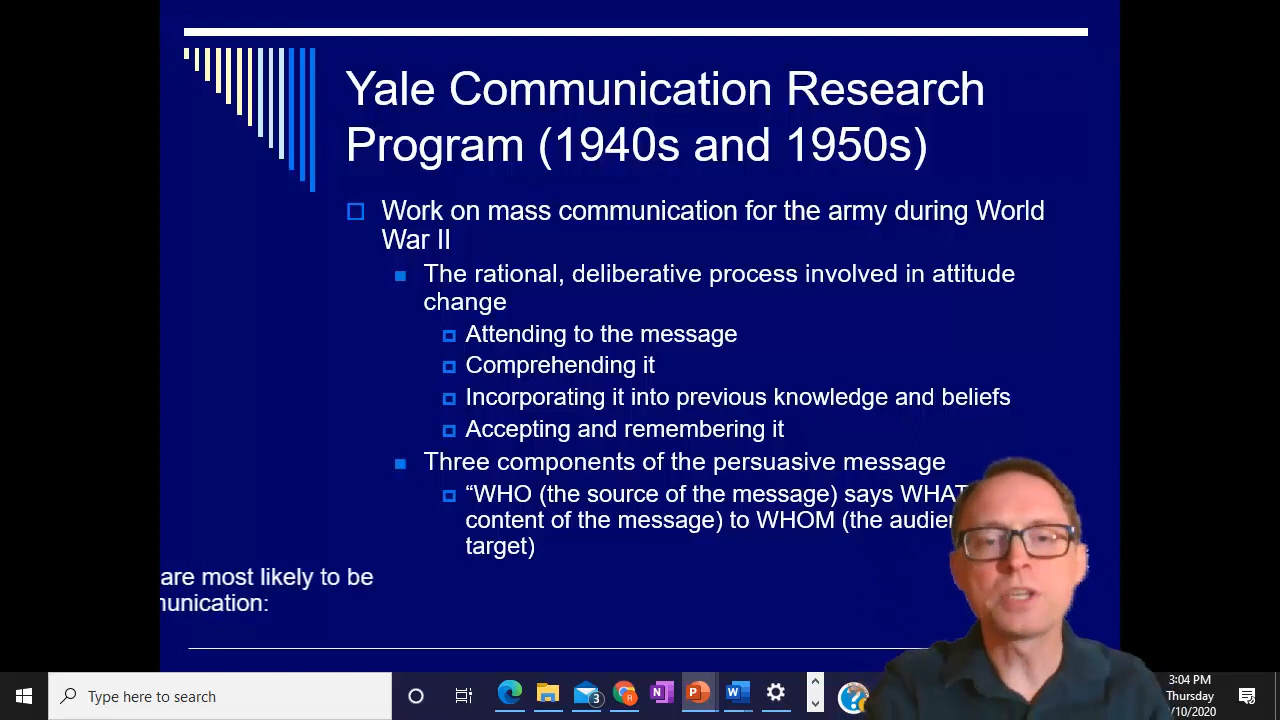 Yale Communication Research
Program (1940s and 1950s)
Work on mass communication for the army during World
War II
The rational, deliberative process involved in attitude
change
Attending to the message
Comprehending it
Incorporating it into previous knowledge and beliefs
Accepting and remembering it
Three components of the persuasive message
“WHO (the source of the message) says WHAT
content of the message) to WHOM (the
target)
are most likely to be
Type here to search
3
3:04 PM
Thursday
/10/2020